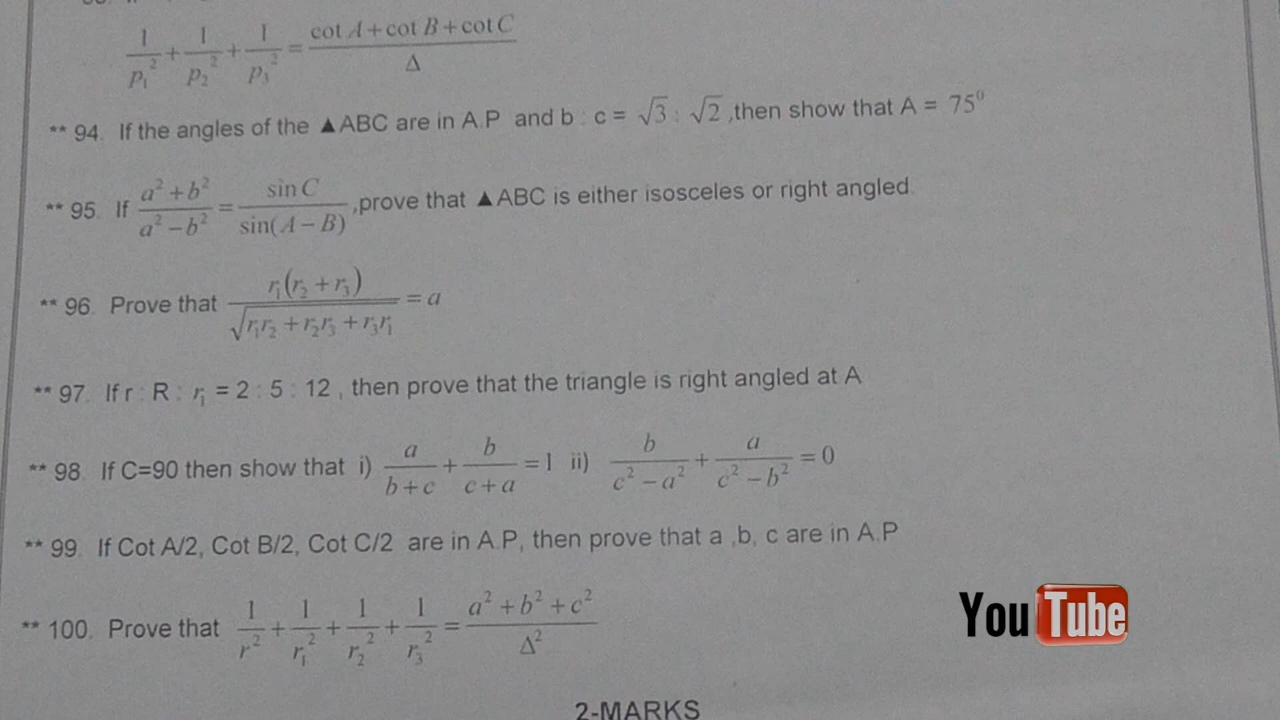 1/p₁² + 1/p₂² + 1/p₃² = (cot A + cot B + cot C)/Δ
** 94. If the angles of the ▲ABC are in A.P and b : c = √3 : √2 ,then show that A = 75⁰
** 95. If (a² + b²)/(a² − b²) = sin C/sin(A − B) ,prove that ▲ABC is either isosceles or right angled.
** 96. Prove that r₁(r₂ + r₃)/√(r₁r₂ + r₂r₃ + r₃r₁) = a
** 97. If r : R : r₁ = 2 : 5 : 12 , then prove that the triangle is right angled at A
** 98. If C=90 then show that i) a/(b+c) + b/(c+a) = 1 ii) b/(c² − a²) + a/(c² − b²) = 0
** 99. If Cot A/2, Cot B/2, Cot C/2 are in A.P, then prove that a ,b, c are in A.P
** 100. Prove that 1/r² + 1/r₁² + 1/r₂² + 1/r₃² = (a² + b² + c²)/Δ²
YouTube
2-MARKS